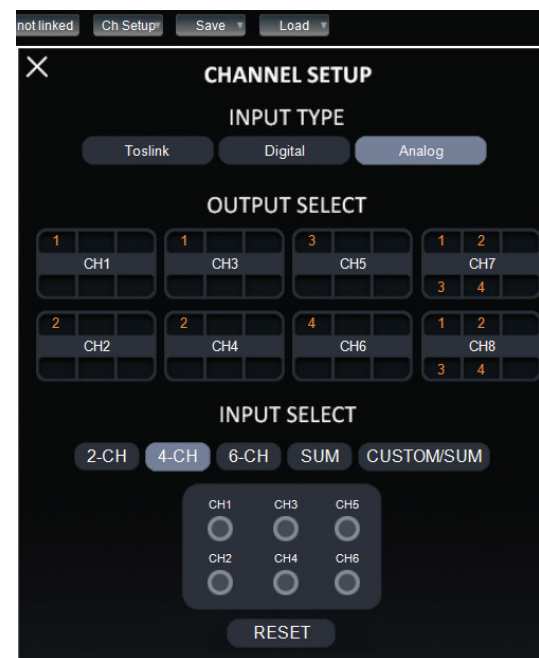 not linked Ch Setup Save Load
CHANNEL SETUP
INPUT TYPE
Toslink Digital Analog
OUTPUT SELECT
1 1 3 1 2
CH1 CH3 CH5 CH7
3 4
2 2 4 1 2
CH2 CH4 CH6 CH8
3 4
INPUT SELECT
2-CH 4-CH 6-CH SUM CUSTOM/SUM
CH1 CH3 CH5
CH2 CH4 CH6
RESET